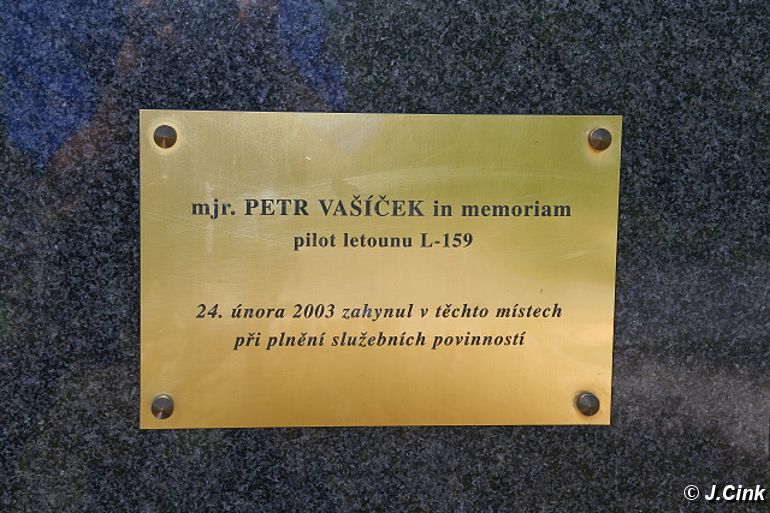 mjr. PETR VAŠÍČEK in memoriam
pilot letounu L-159
24. února 2003 zahynul v těchto místech
při plnění služebních povinností
© J.Cink